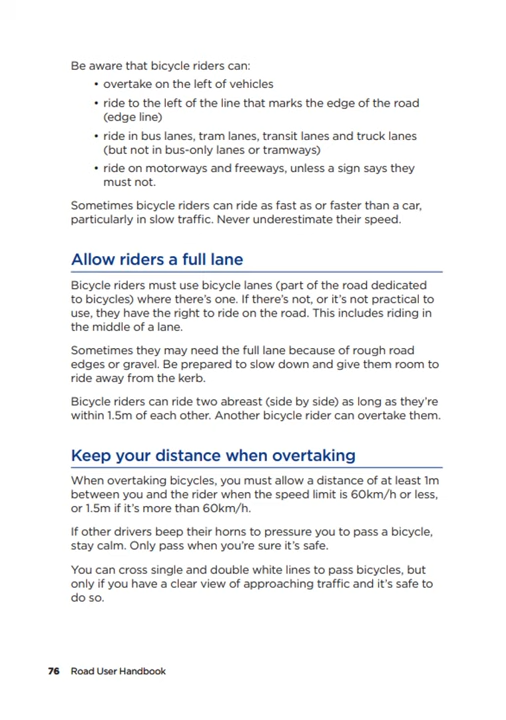 Be aware that bicycle riders can:
• overtake on the left of vehicles
• ride to the left of the line that marks the edge of the road
(edge line)
• ride in bus lanes, tram lanes, transit lanes and truck lanes
(but not in bus-only lanes or tramways)
• ride on motorways and freeways, unless a sign says they
must not.
Sometimes bicycle riders can ride as fast as or faster than a car,
particularly in slow traffic. Never underestimate their speed.
Allow riders a full lane
Bicycle riders must use bicycle lanes (part of the road dedicated
to bicycles) where there's one. If there's not, or it's not practical to
use, they have the right to ride on the road. This includes riding in
the middle of a lane.
Sometimes they may need the full lane because of rough road
edges or gravel. Be prepared to slow down and give them room to
ride away from the kerb.
Bicycle riders can ride two abreast (side by side) as long as they're
within 1.5m of each other. Another bicycle rider can overtake them.
Keep your distance when overtaking
When overtaking bicycles, you must allow a distance of at least 1m
between you and the rider when the speed limit is 60km/h or less,
or 1.5m if it's more than 60km/h.
If other drivers beep their horns to pressure you to pass a bicycle,
stay calm. Only pass when you're sure it's safe.
You can cross single and double white lines to pass bicycles, but
only if you have a clear view of approaching traffic and it's safe to
do so.
76 Road User Handbook